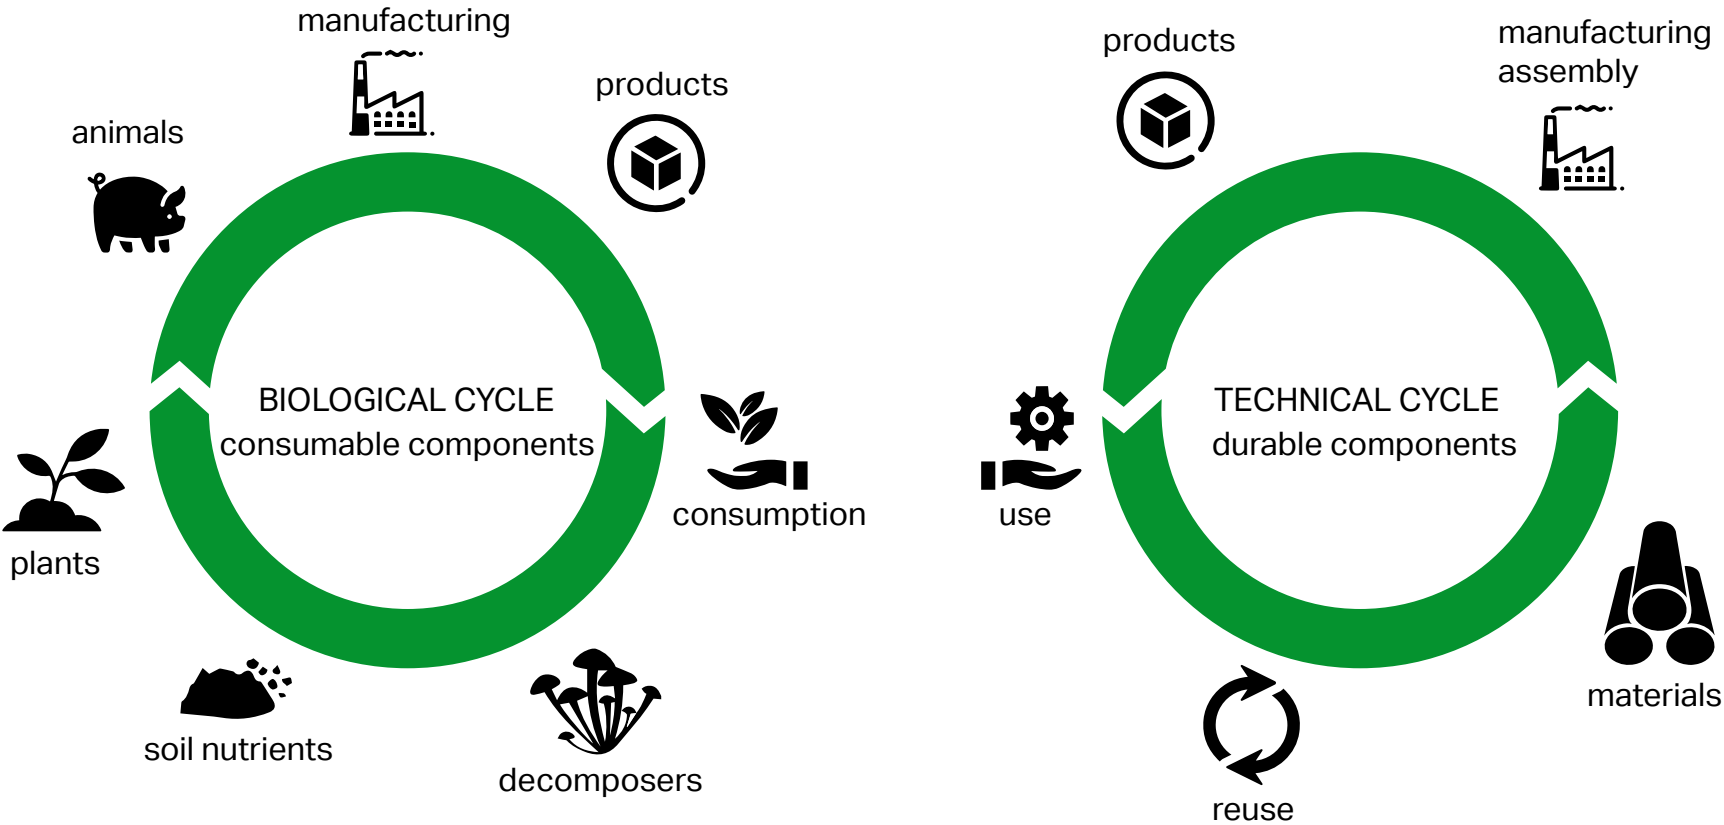 manufacturing
products
animals
BIOLOGICAL CYCLE
consumable components
consumption
plants
soil nutrients
decomposers
products
manufacturing
assembly
TECHNICAL CYCLE
durable components
use
materials
reuse